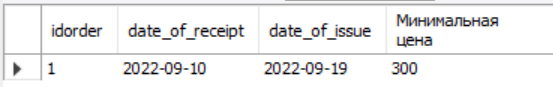 idorder date_of_receipt date_of_issue Минимальная цена
1 2022-09-10 2022-09-19 300